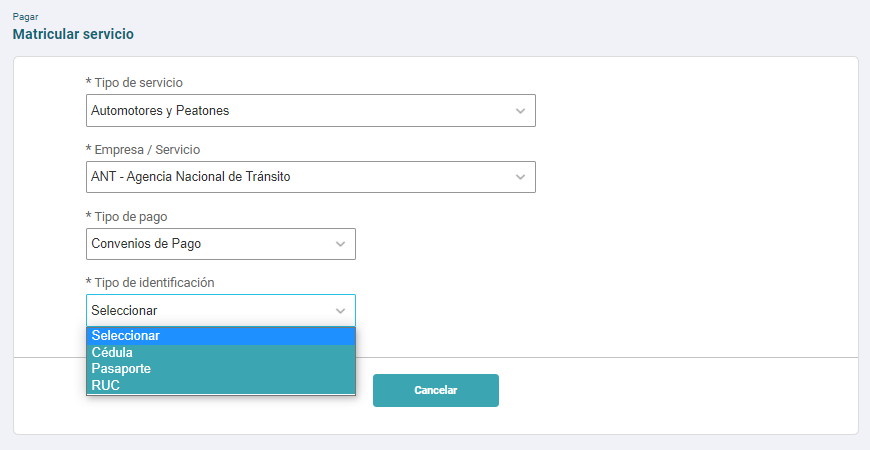 Pagar
Matricular servicio
* Tipo de servicio
Automotores y Peatones
* Empresa / Servicio
ANT - Agencia Nacional de Tránsito
* Tipo de pago
Convenios de Pago
* Tipo de identificación
Seleccionar
Seleccionar
Cédula
Pasaporte
RUC
Cancelar